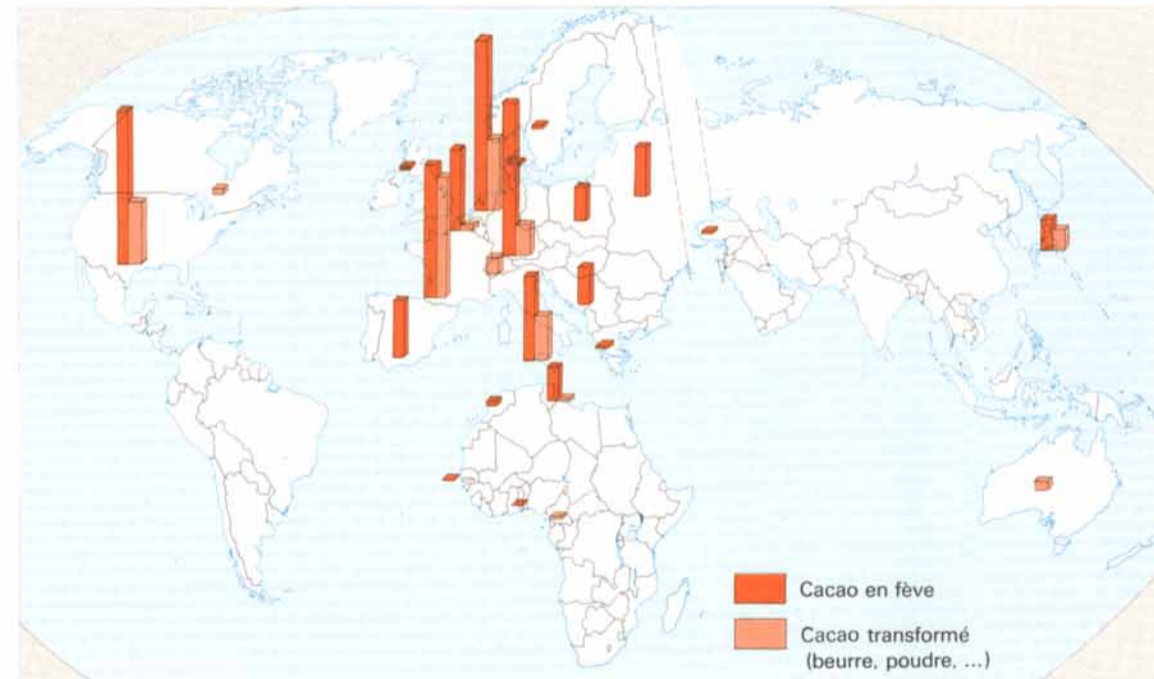 Cacao en fève
Cacao transformé
(beurre, poudre, ...)